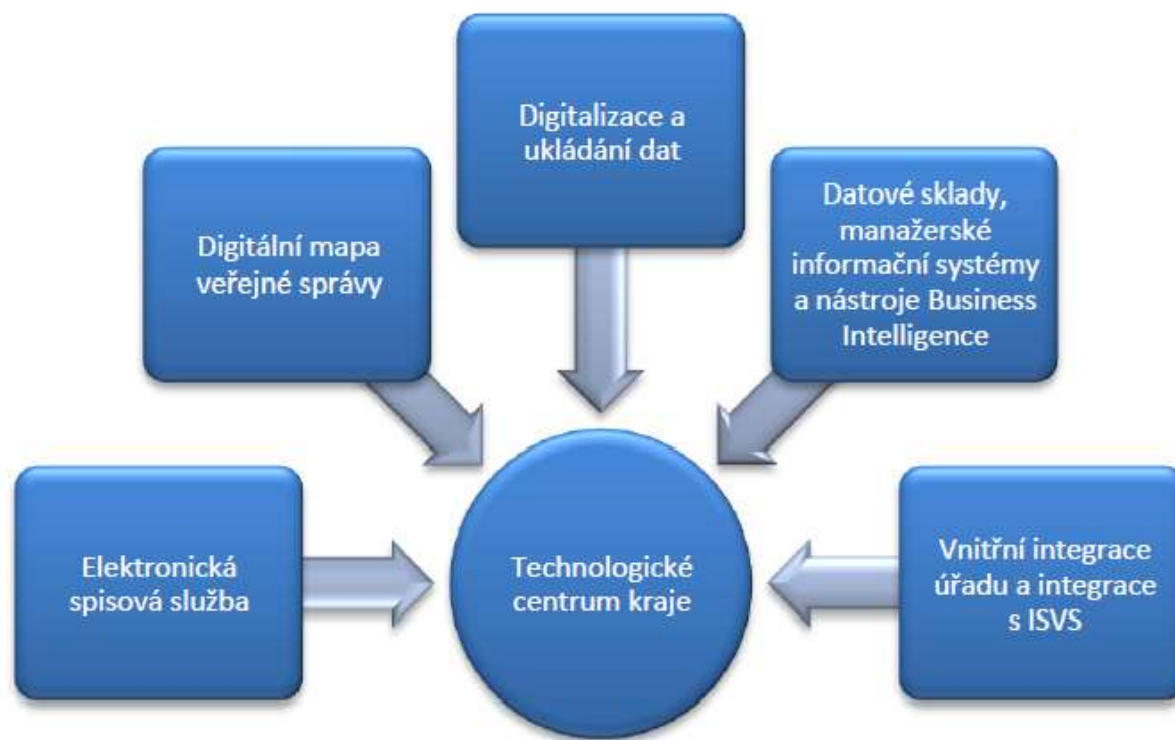 Digitalizace a
ukládání dat
Digitální mapa
veřejné správy
Datové sklady,
manažerské
informační systémy
a nástroje Business
Intelligence
Elektronická
spisová služba
Technologické
centrum kraje
Vnitřní integrace
úřadu a integrace
s ISVS